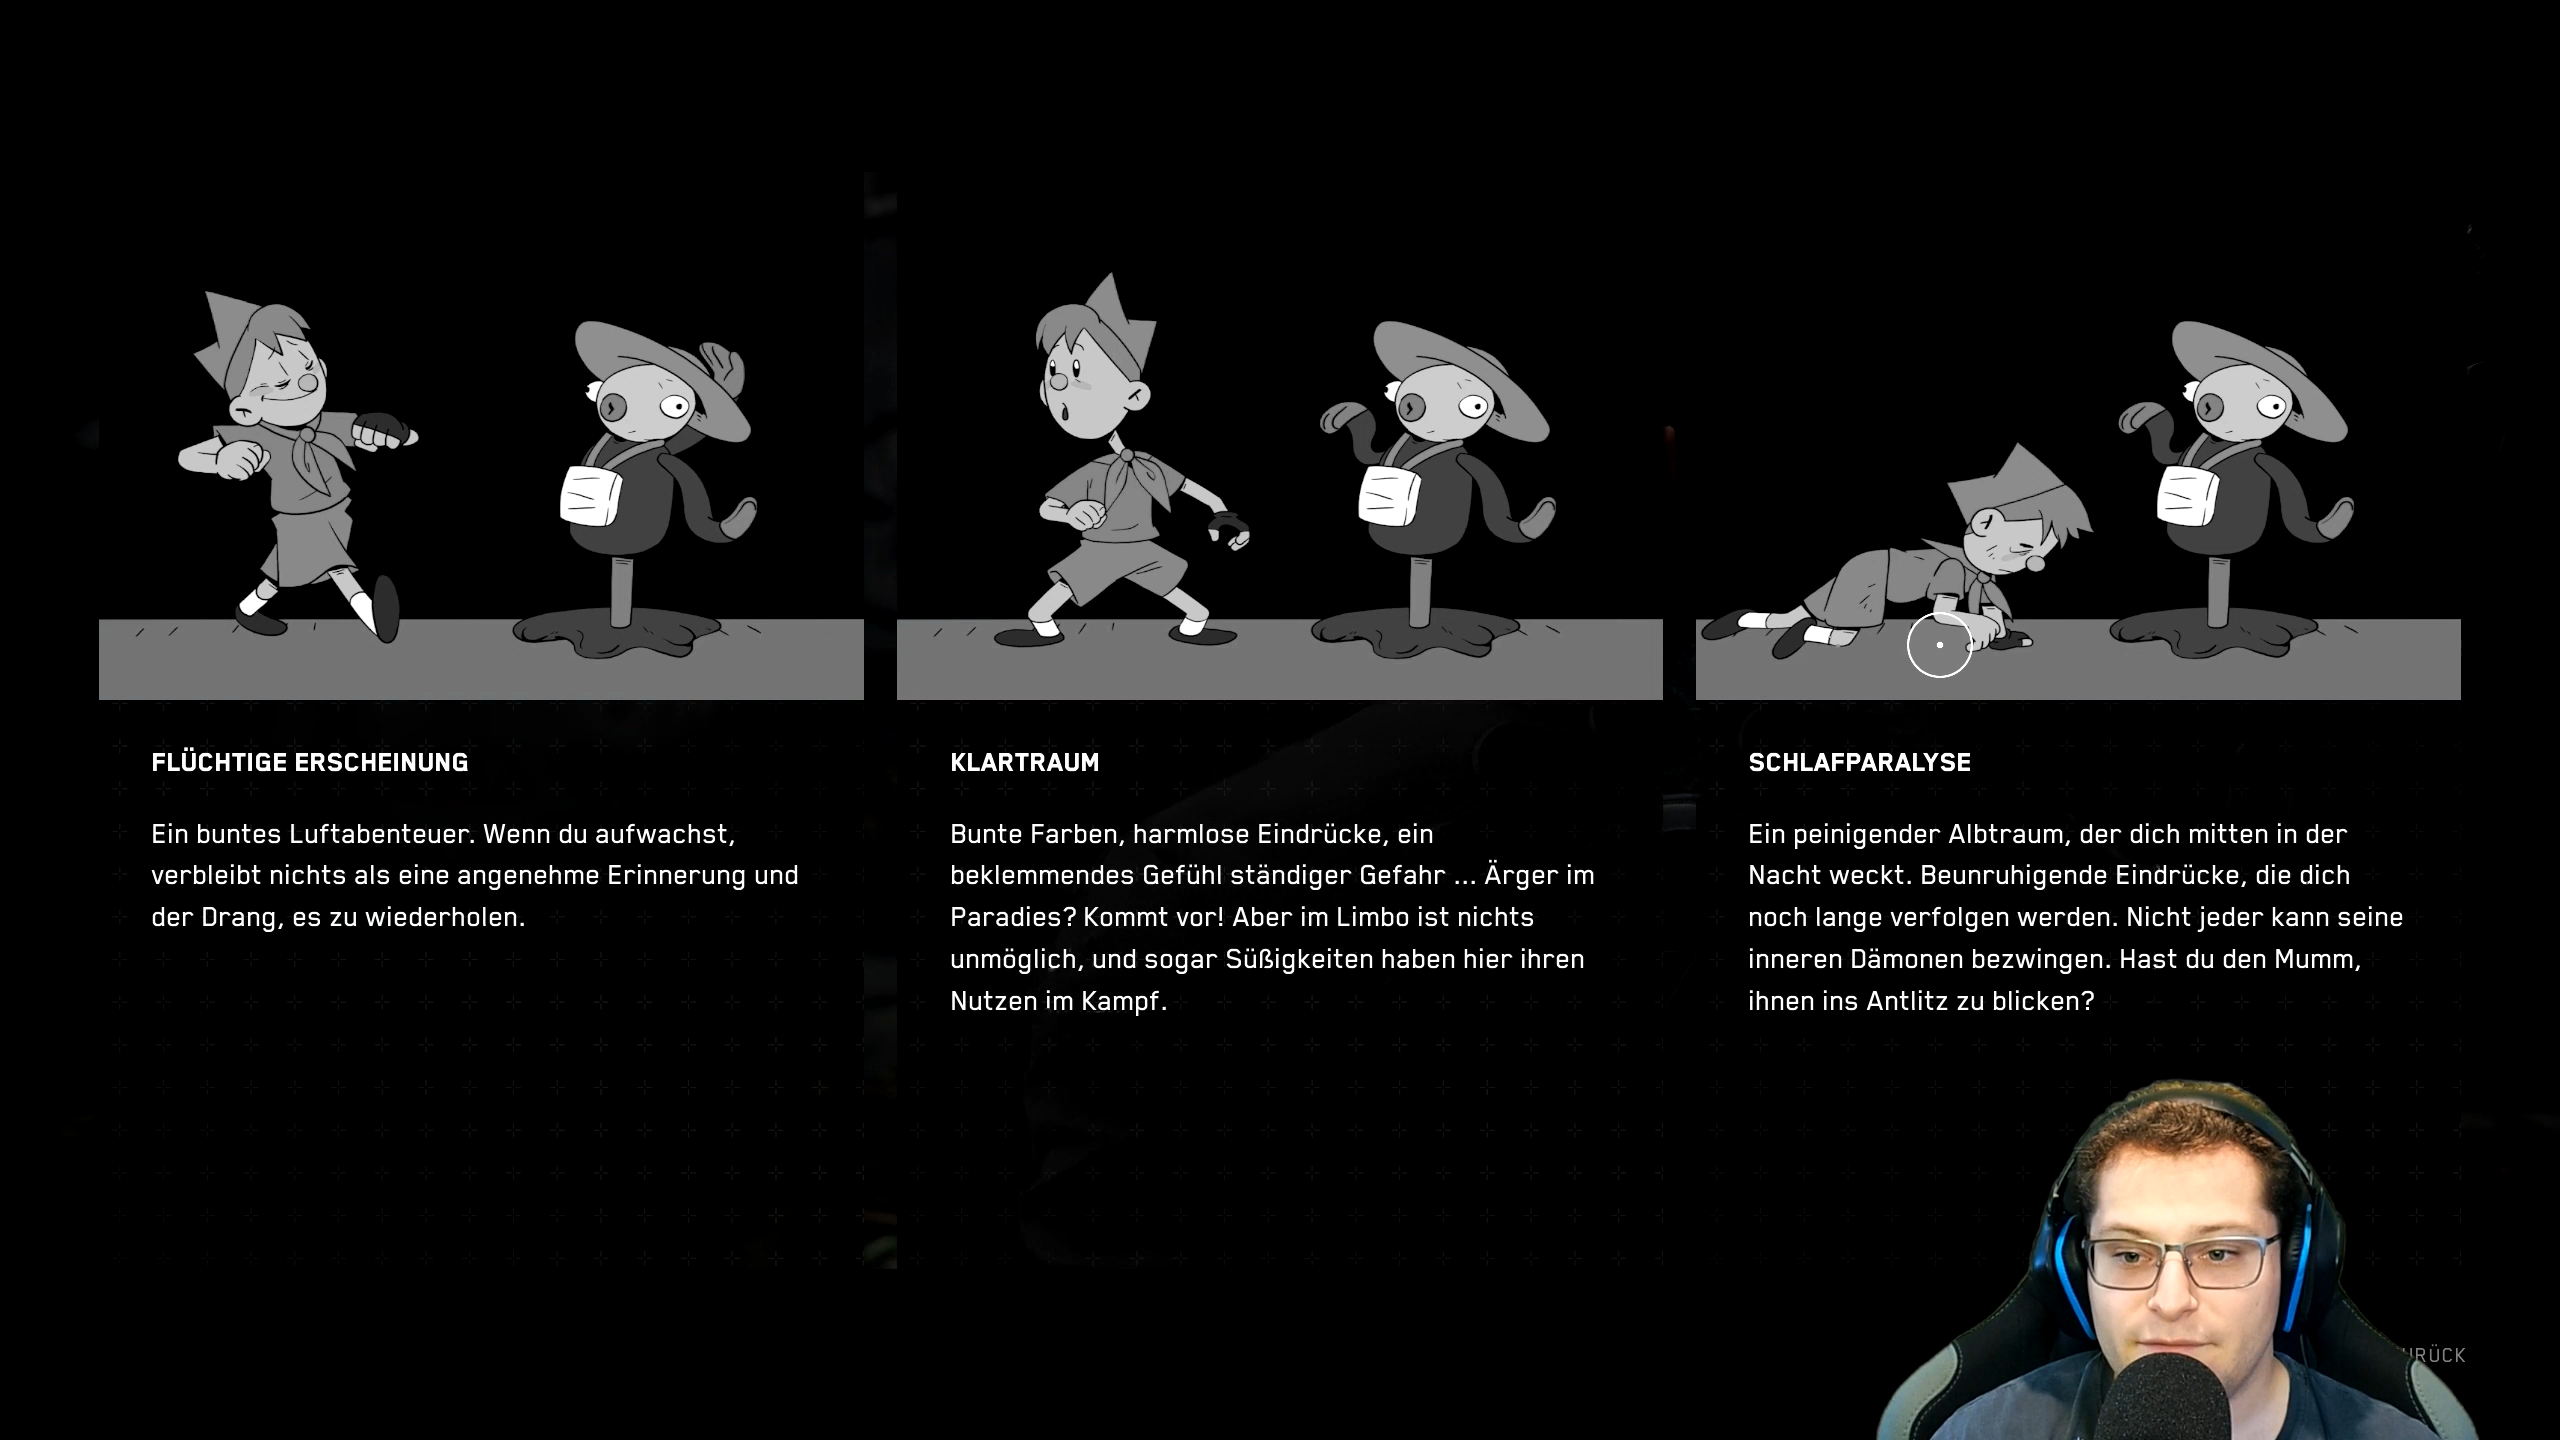 FLÜCHTIGE ERSCHEINUNG
Ein buntes Luftabenteuer. Wenn du aufwachst,
verbleibt nichts als eine angenehme Erinnerung und
der Drang, es zu wiederholen.
KLARTRAUM
Bunte Farben, harmlose Eindrücke, ein
beklemmendes Gefühl ständiger Gefahr ... Ärger im
Paradies? Kommt vor! Aber im Limbo ist nichts
unmöglich, und sogar Süßigkeiten haben hier ihren
Nutzen im Kampf.
SCHLAFPARALYSE
Ein peinigender Albtraum, der dich mitten in der
Nacht weckt. Beunruhigende Eindrücke, die dich
noch lange verfolgen werden. Nicht jeder kann seine
inneren Dämonen bezwingen. Hast du den Mumm,
ihnen ins Antlitz zu blicken?